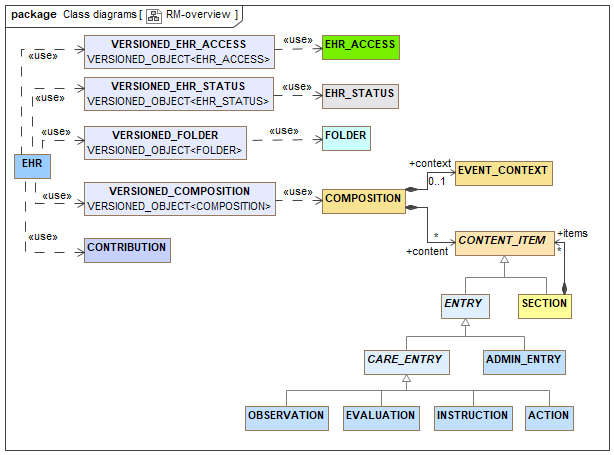 package Class diagrams [ RM-overview ]
«use»
VERSIONED_EHR_ACCESS
VERSIONED_OBJECT<EHR_ACCESS>
«use»
EHR_ACCESS
«use»
VERSIONED_EHR_STATUS
VERSIONED_OBJECT<EHR_STATUS>
«use»
EHR_STATUS
«use»
VERSIONED_FOLDER
VERSIONED_OBJECT<FOLDER>
«use»
FOLDER
EHR
«use»
VERSIONED_COMPOSITION
VERSIONED_OBJECT<COMPOSITION>
«use»
COMPOSITION
+context
0..1
EVENT_CONTEXT
«use»
CONTRIBUTION
*
+content
CONTENT_ITEM
+items
*
ENTRY
SECTION
CARE_ENTRY
ADMIN_ENTRY
OBSERVATION
EVALUATION
INSTRUCTION
ACTION